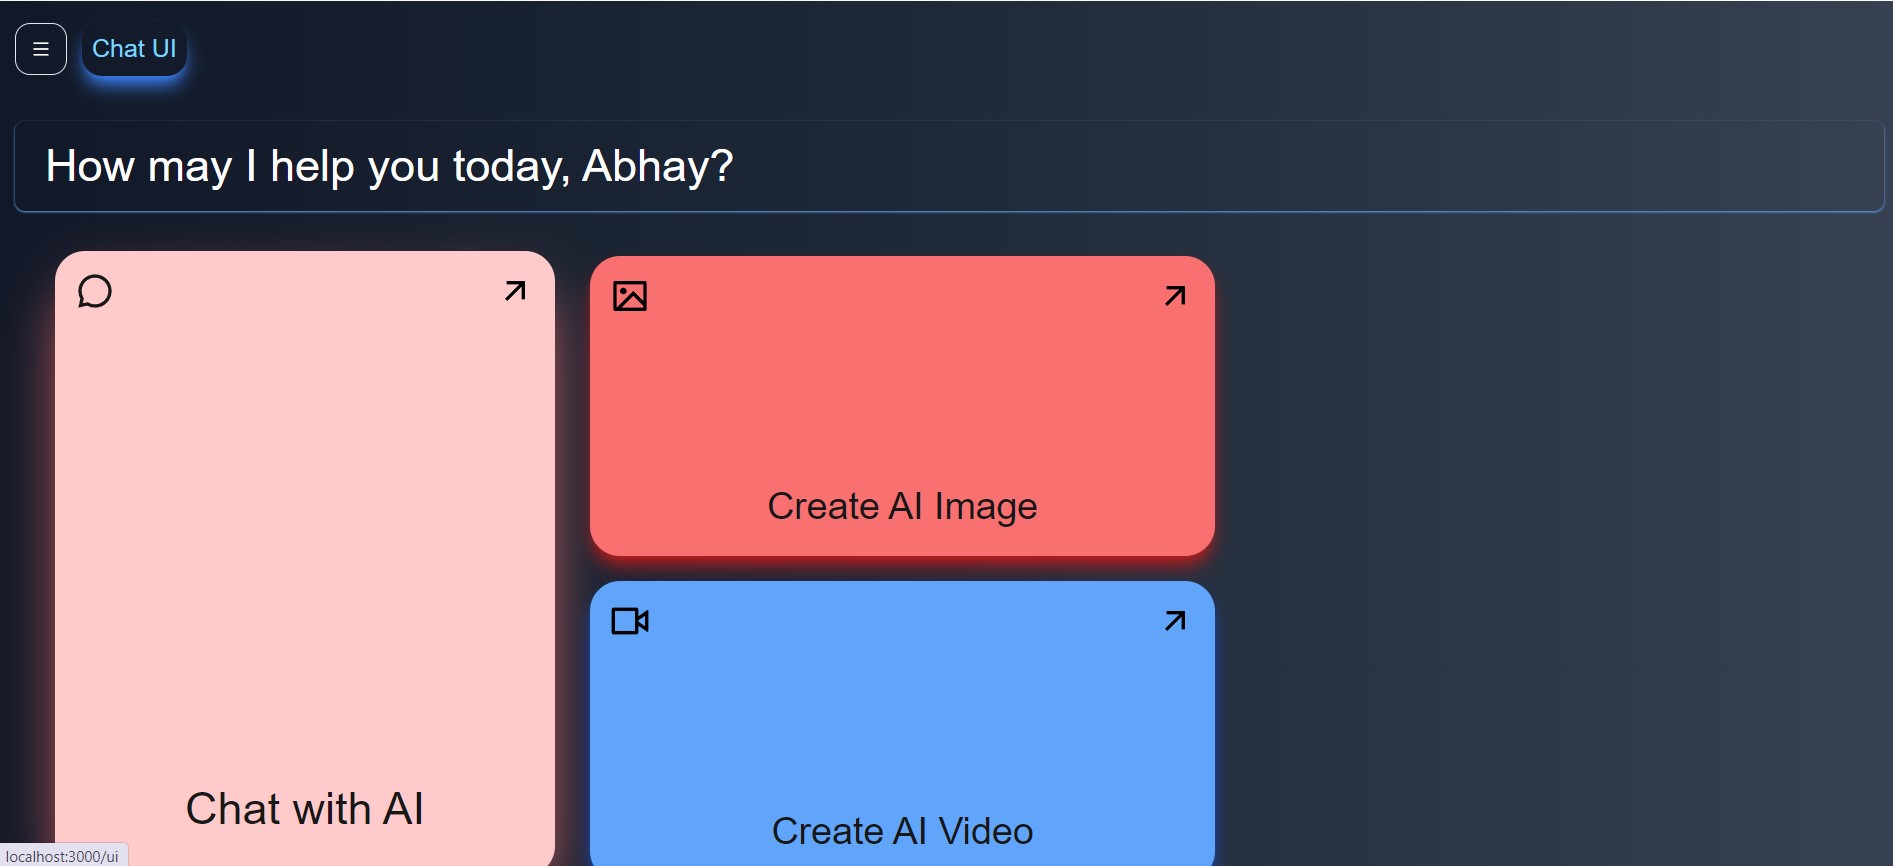 Chat UI
How may I help you today, Abhay?
Create AI Image
Chat with AI
Create AI Video
localhost:3000/ui